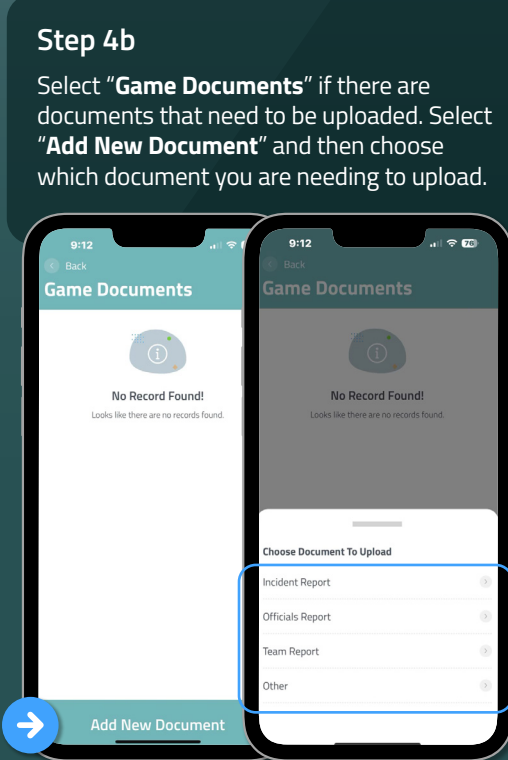 Step 4b
Select “Game Documents” if there are
documents that need to be uploaded. Select
“Add New Document” and then choose
which document you are needing to upload.
9:12
Back
Game Documents
No Record Found!
Looks like there are no records found.
Add New Document
9:12
76
Back
Game Documents
No Record Found!
Looks like there are no records found.
Choose Document To Upload
Incident Report
Officials Report
Team Report
Other